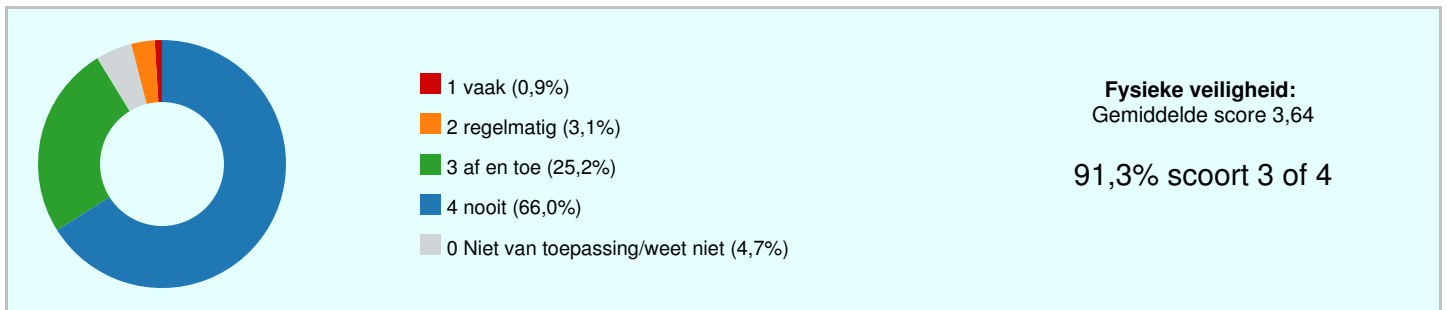 1 vaak (0,9%)
2 regelmatig (3,1%)
3 af en toe (25,2%)
4 nooit (66,0%)
0 Niet van toepassing/weet niet (4,7%)
Fysieke veiligheid:
Gemiddelde score 3,64
91,3% scoort 3 of 4